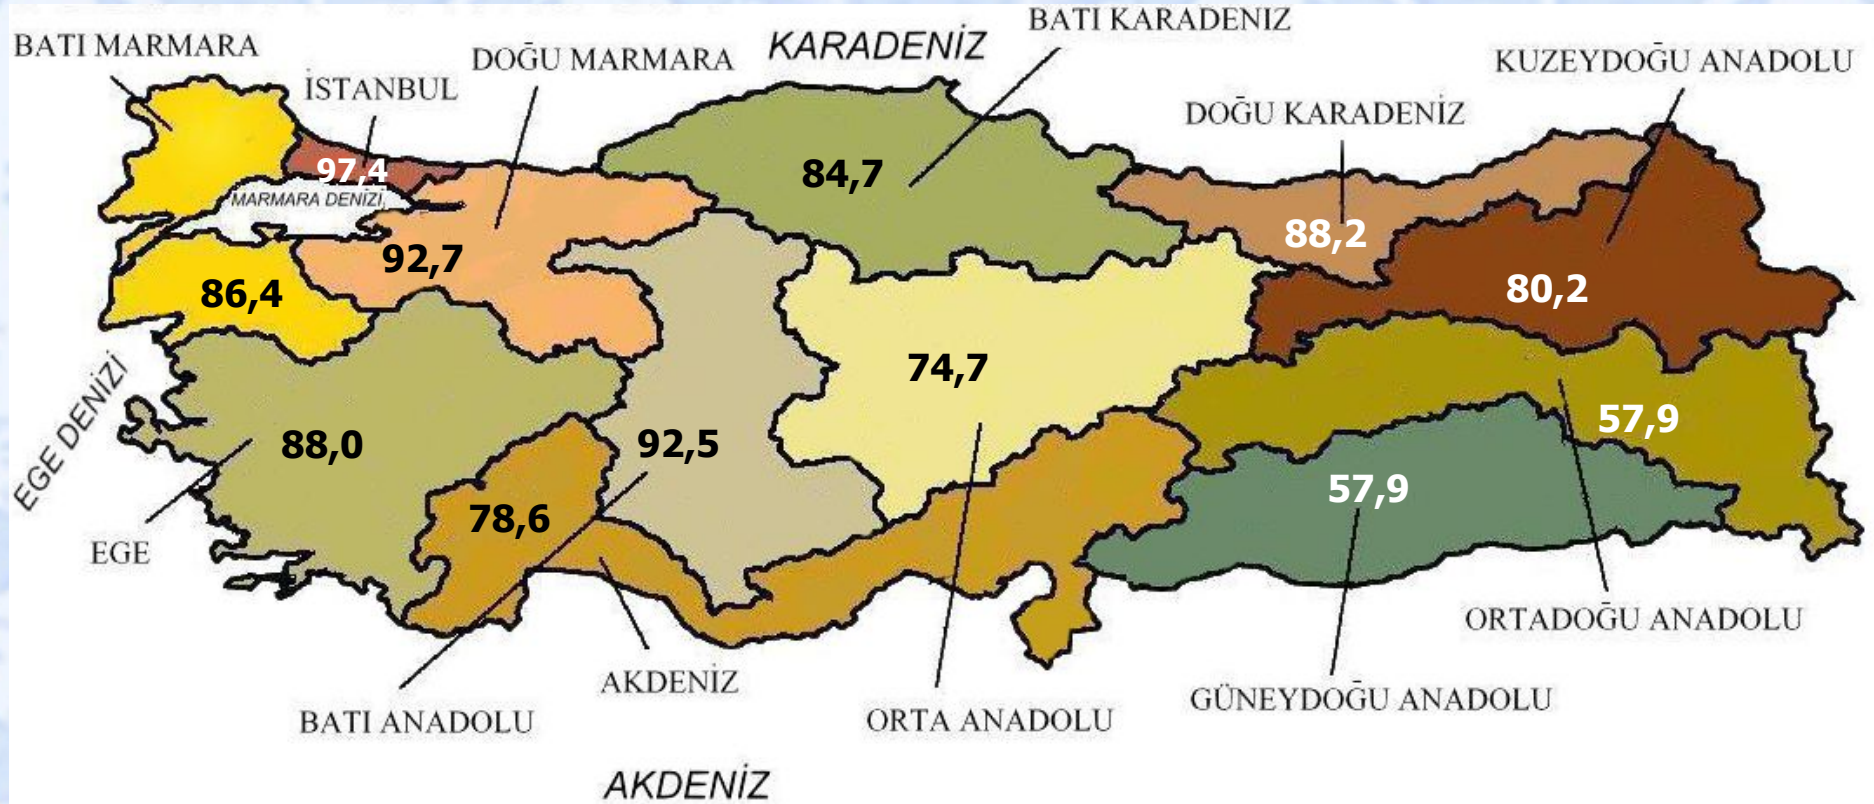 BATI KARADENIZ
BATI MARMARA
KARADENİZ
DOĞU MARMARA
KUZEYDOĞU ANADOLU
İSTANBUL
DOĞU KARADENİZ
97,4
84,7
MARMARA DENİZİ
88,2
92,7
86,4
80,2
74,7
EGE DENİZİ
57,9
88,0
92,5
57,9
78,6
EGE
ORTADOĞU ANADOLU
AKDENİZ
GÜNEYDOĞU ANADOLU
BATI ANADOLU
ORTA ANADOLU
AKDENİZ